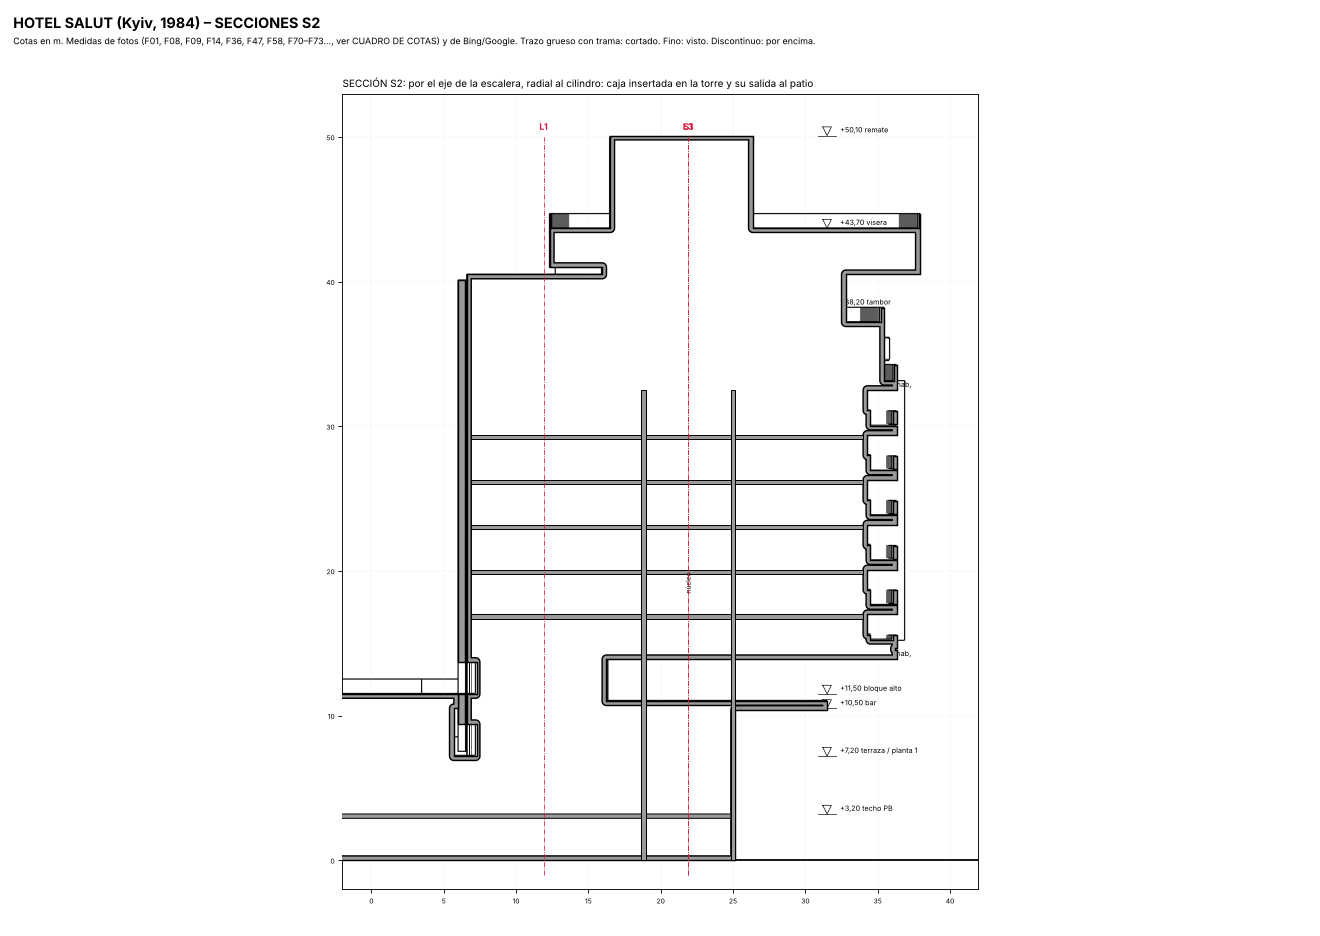 HOTEL SALUT (Kyiv, 1984) – SECCIONES S2
Cotas en m. Medidas de fotos (F01, F08, F09, F14, F36, F47, F58, F70–F73..., ver CUADRO DE COTAS) y de Bing/Google. Trazo grueso con trama: cortado. Fino: visto. Discontinuo: por encima.
SECCIÓN S2: por el eje de la escalera, radial al cilindro: caja insertada en la torre y su salida al patio
L1
+50,10 remate
50
+43,70 visera
40
38,20 tambor
hab,
30
20
núcleo
hab,
+11,50 bloque alto
+10,50 bar
10
+7,20 terraza / planta 1
+3,20 techo PB
0
0 5 10 15 20 25 30 35 40